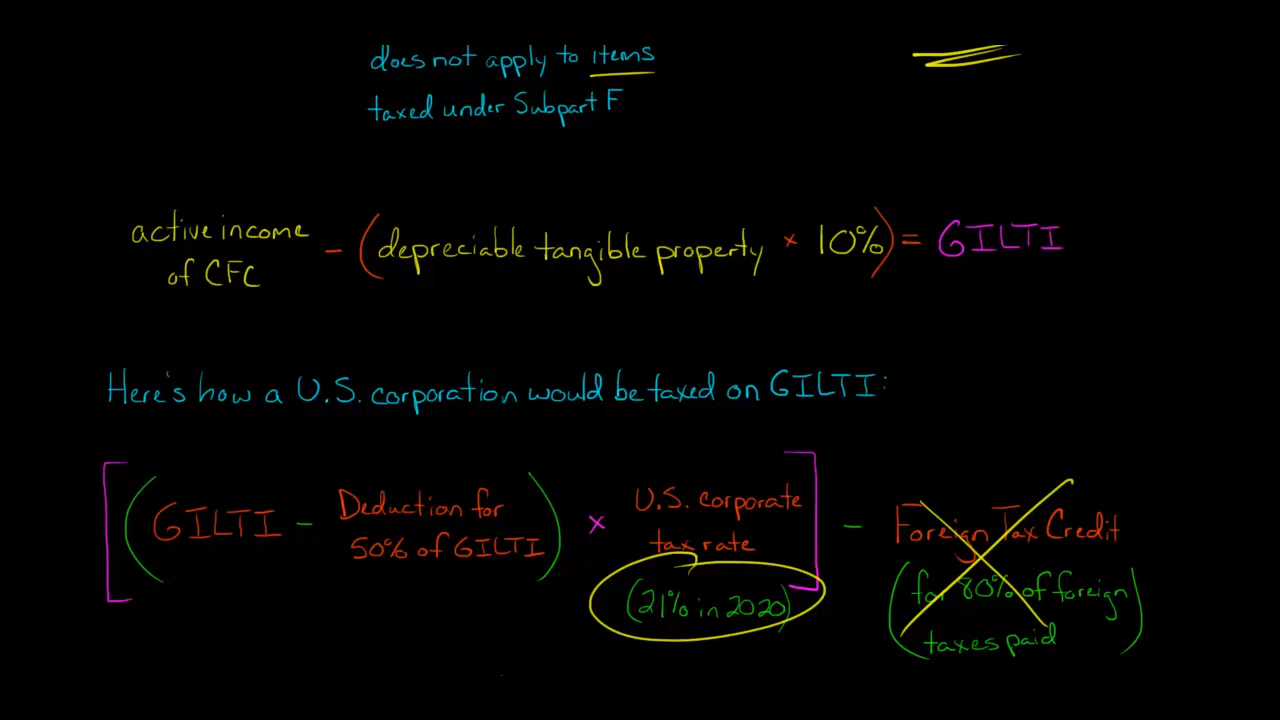 does not apply to items
taxed under Subpart F
active income
of CFC
- (depreciable tangible property × 10%) = GILTI
Here's how a U.S. corporation would be taxed on GILTI:
[(GILTI - Deduction for
50% of GILTI) × U.S. corporate
tax rate
(21% in 2020)] - Foreign Tax Credit
(for 80% of foreign
taxes paid)